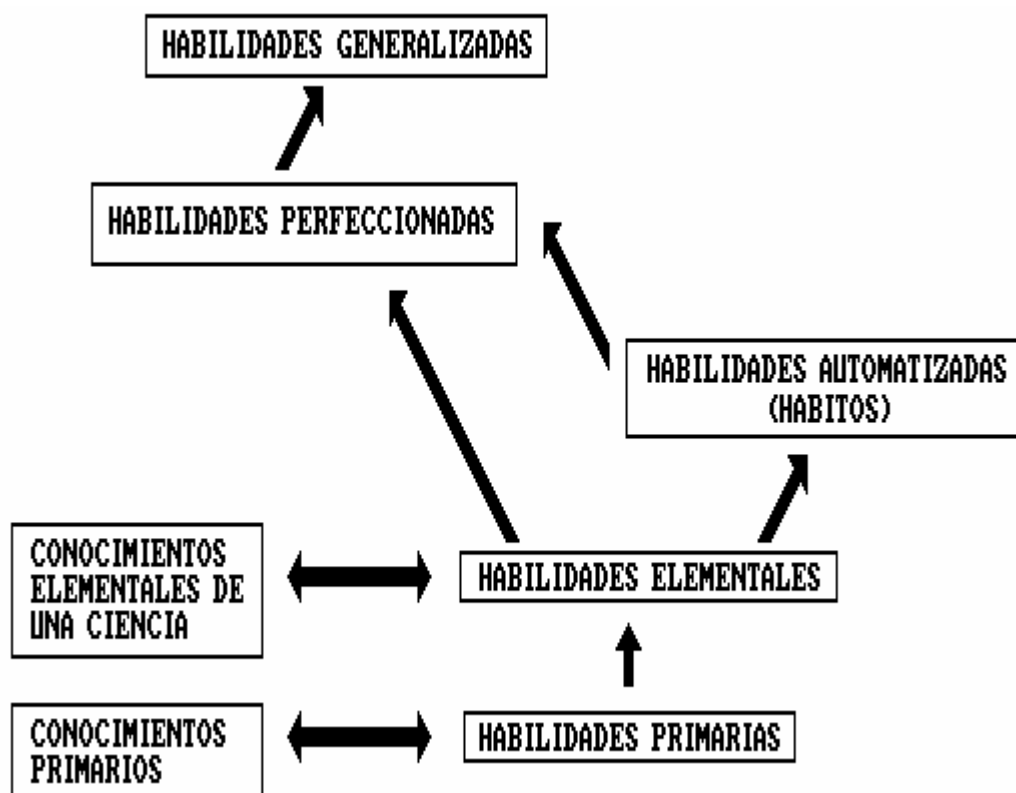 HABILIDADES GENERALIZADAS
HABILIDADES PERFECCIONADAS
HABILIDADES AUTOMATIZADAS
(HABITOS)
CONOCIMIENTOS
ELEMENTALES DE
UNA CIENCIA
HABILIDADES ELEMENTALES
CONOCIMIENTOS
PRIMARIOS
HABILIDADES PRIMARIAS